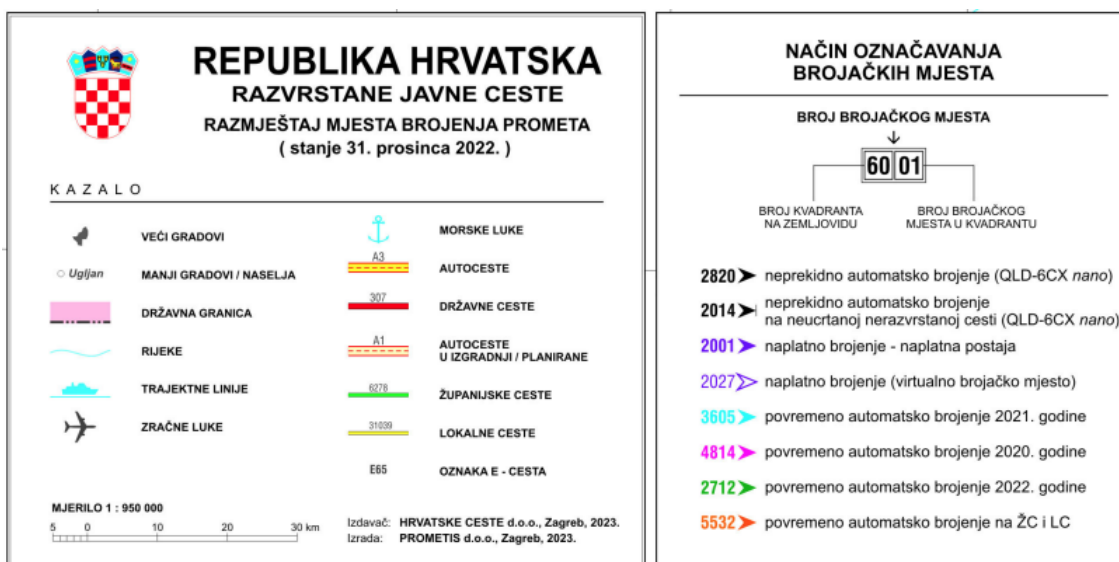 REPUBLIKA HRVATSKA
RAZVRSTANE JAVNE CESTE
RAZMJEŠTAJ MJESTA BROJENJA PROMETA
( stanje 31. prosinca 2022. )
KAZALO
VEĆI GRADOVI
Ugljan MANJI GRADOVI / NASELJA
DRŽAVNA GRANICA
RIJEKE
TRAJEKTNE LINIJE
ZRAČNE LUKE
MORSKE LUKE
A3
AUTOCESTE
307
DRŽAVNE CESTE
A1
AUTOCESTE
U IZGRADNJI / PLANIRANE
6278
ŽUPANIJSKE CESTE
31039
LOKALNE CESTE
E65 OZNAKA E - CESTA
MJERILO 1 : 950 000
5 0 10 20 30 km
Izdavač: HRVATSKE CESTE d.o.o., Zagreb, 2023.
Izrada: PROMETIS d.o.o., Zagreb, 2023.
NAČIN OZNAČAVANJA
BROJAČKIH MJESTA
BROJ BROJAČKOG MJESTA
60 01
BROJ KVADRANTA
NA ZEMLJOVIDU
BROJ BROJAČKOG
MJESTA U KVADRANTU
2820 neprekidno automatsko brojenje (QLD-6CX nano)
2014 neprekidno automatsko brojenje
na neucrtanoj nerazvrstanoj cesti (QLD-6CX nano)
2001 naplatno brojenje - naplatna postaja
2027 naplatno brojenje (virtualno brojačko mjesto)
3605 povremeno automatsko brojenje 2021. godine
4814 povremeno automatsko brojenje 2020. godine
2712 povremeno automatsko brojenje 2022. godine
5532 povremeno automatsko brojenje na ŽC i LC